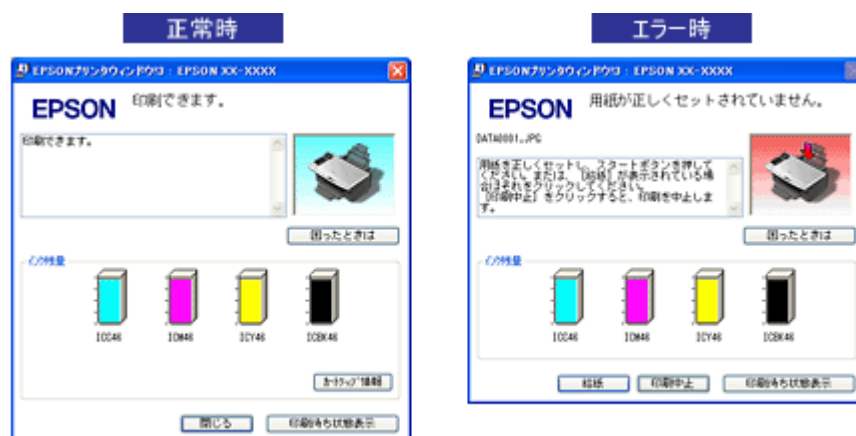 正常時
EPSONプリンタウィンドウ!3 : EPSON XX-XXXX
EPSON
印刷できます。
印刷できます。
困ったときは
インク残量
ICC46
ICM46
ICY46
ICBK46
カートリッジ情報
閉じる
印刷待ち状態表示
エラー時
EPSONプリンタウィンドウ!3 : EPSON XX-XXXX
EPSON
用紙が正しくセットされていません。
DATA0001.JPG
用紙を正しくセットし、スタートボタンを押して
ください。または、[給紙]が表示されている場
合はそれをクリックしてください。
[印刷中止]をクリックすると、印刷を中止しま
す。
困ったときは
インク残量
ICC46
ICM46
ICY46
ICBK46
給紙
印刷中止
印刷待ち状態表示